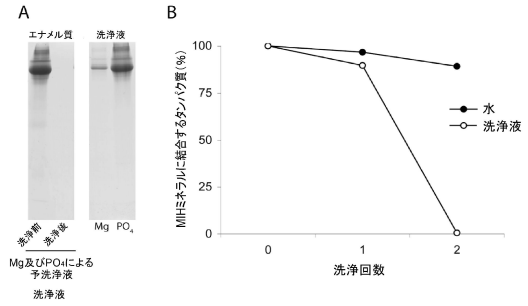 A
エナメル質
洗浄液
洗浄前
洗浄後
Mg
PO₄
Mg及びPO₄による
予洗浄液
洗浄液
B
MIHミネラルに結合するタンパク質(%)
100
75
50
25
0
0
1
2
洗浄回数
水
洗浄液